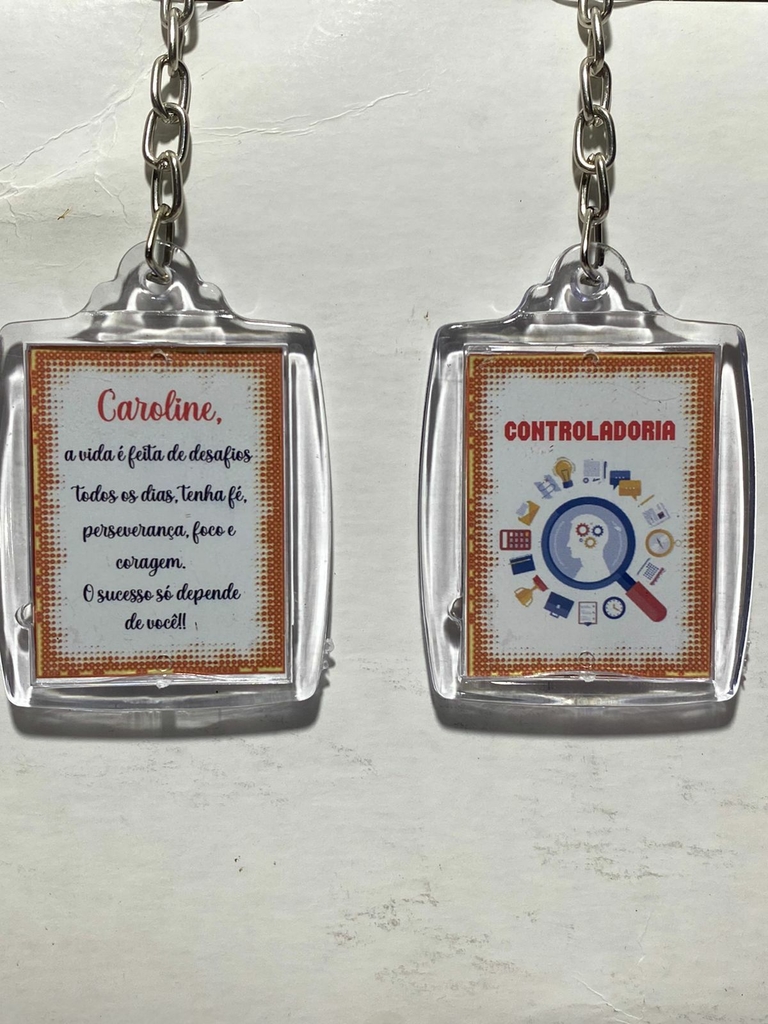 Caroline,
a vida é feita de desafios
todos os dias, tenha fé,
perseverança, foco e
coragem.
O sucesso só depende
de você!!
CONTROLADORIA